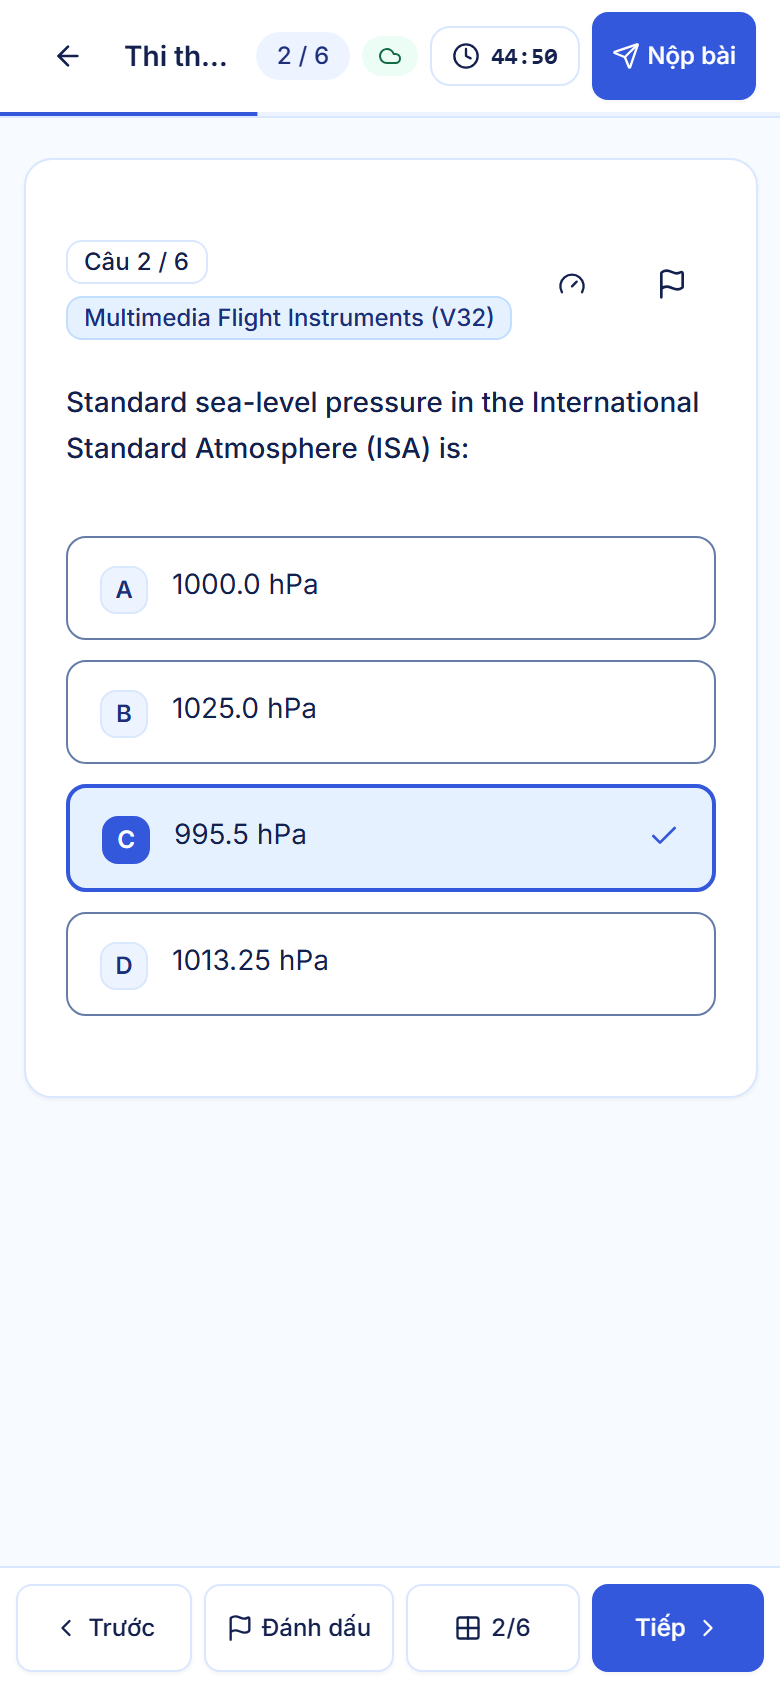 Thi th...
2 / 6
44:50
Nộp bài
Câu 2 / 6
Multimedia Flight Instruments (V32)
Standard sea-level pressure in the International
Standard Atmosphere (ISA) is:
A 1000.0 hPa
B 1025.0 hPa
C 995.5 hPa
D 1013.25 hPa
Trước
Đánh dấu
2/6
Tiếp